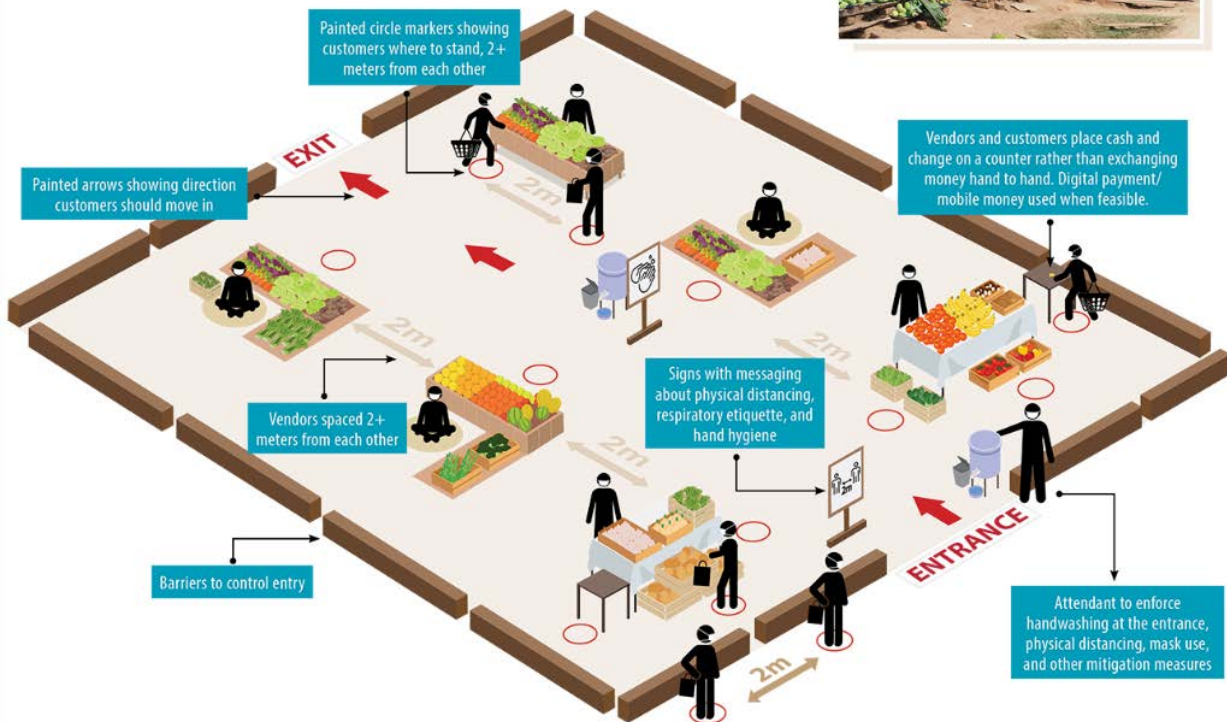 Painted circle markers showing
customers where to stand, 2+
meters from each other
EXIT
Painted arrows showing direction
customers should move in
2m
Vendors and customers place cash and
change on a counter rather than exchanging
money hand to hand. Digital payment/
mobile money used when feasible.
2m
2m
Vendors spaced 2+
meters from each other
Signs with messaging
about physical distancing,
respiratory etiquette, and
hand hygiene
2m
2m
ENTRANCE
Barriers to control entry
Attendant to enforce
handwashing at the entrance,
physical distancing, mask use,
and other mitigation measures
2m